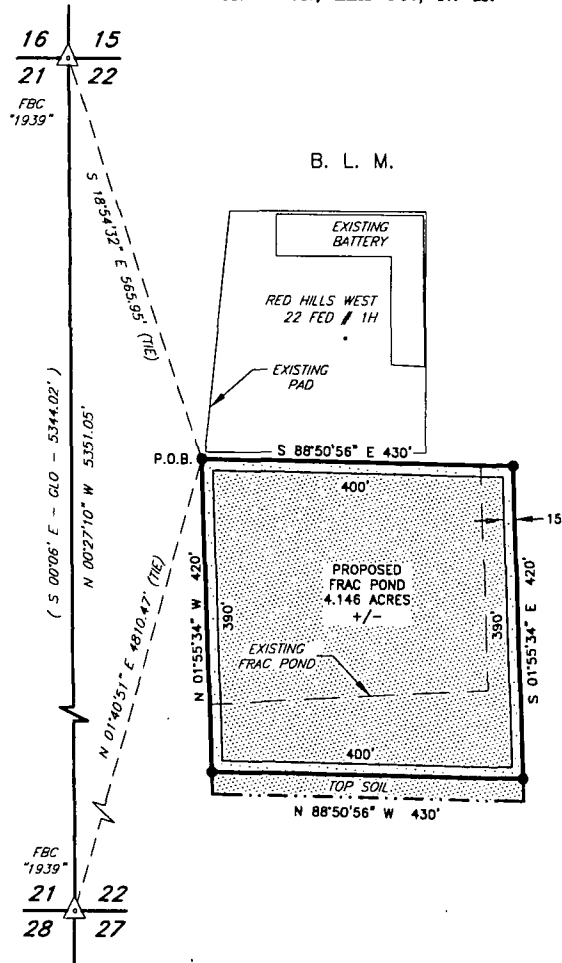 16 15
21 22
FBC
"1939"
B. L. M.
S 18°54'32" E 565.95' (TIE)
EXISTING
BATTERY
RED HILLS WEST
22 FED # 1H
EXISTING
PAD
( S 00°06' E - GLO - 5344.02' )
N 00°27'10" W 5351.05'
P.O.B.
S 88°50'56" E 430'
400'
15
N 01°55'34" W 420'
390'
PROPOSED
FRAC POND
4.146 ACRES
+/-
390'
S 01°55'34" E 420'
EXISTING
FRAC POND
N 01°40'51" E 4810.47' (TIE)
400'
TOP SOIL
N 88°50'56" W 430'
FBC
"1939"
21 22
28 27